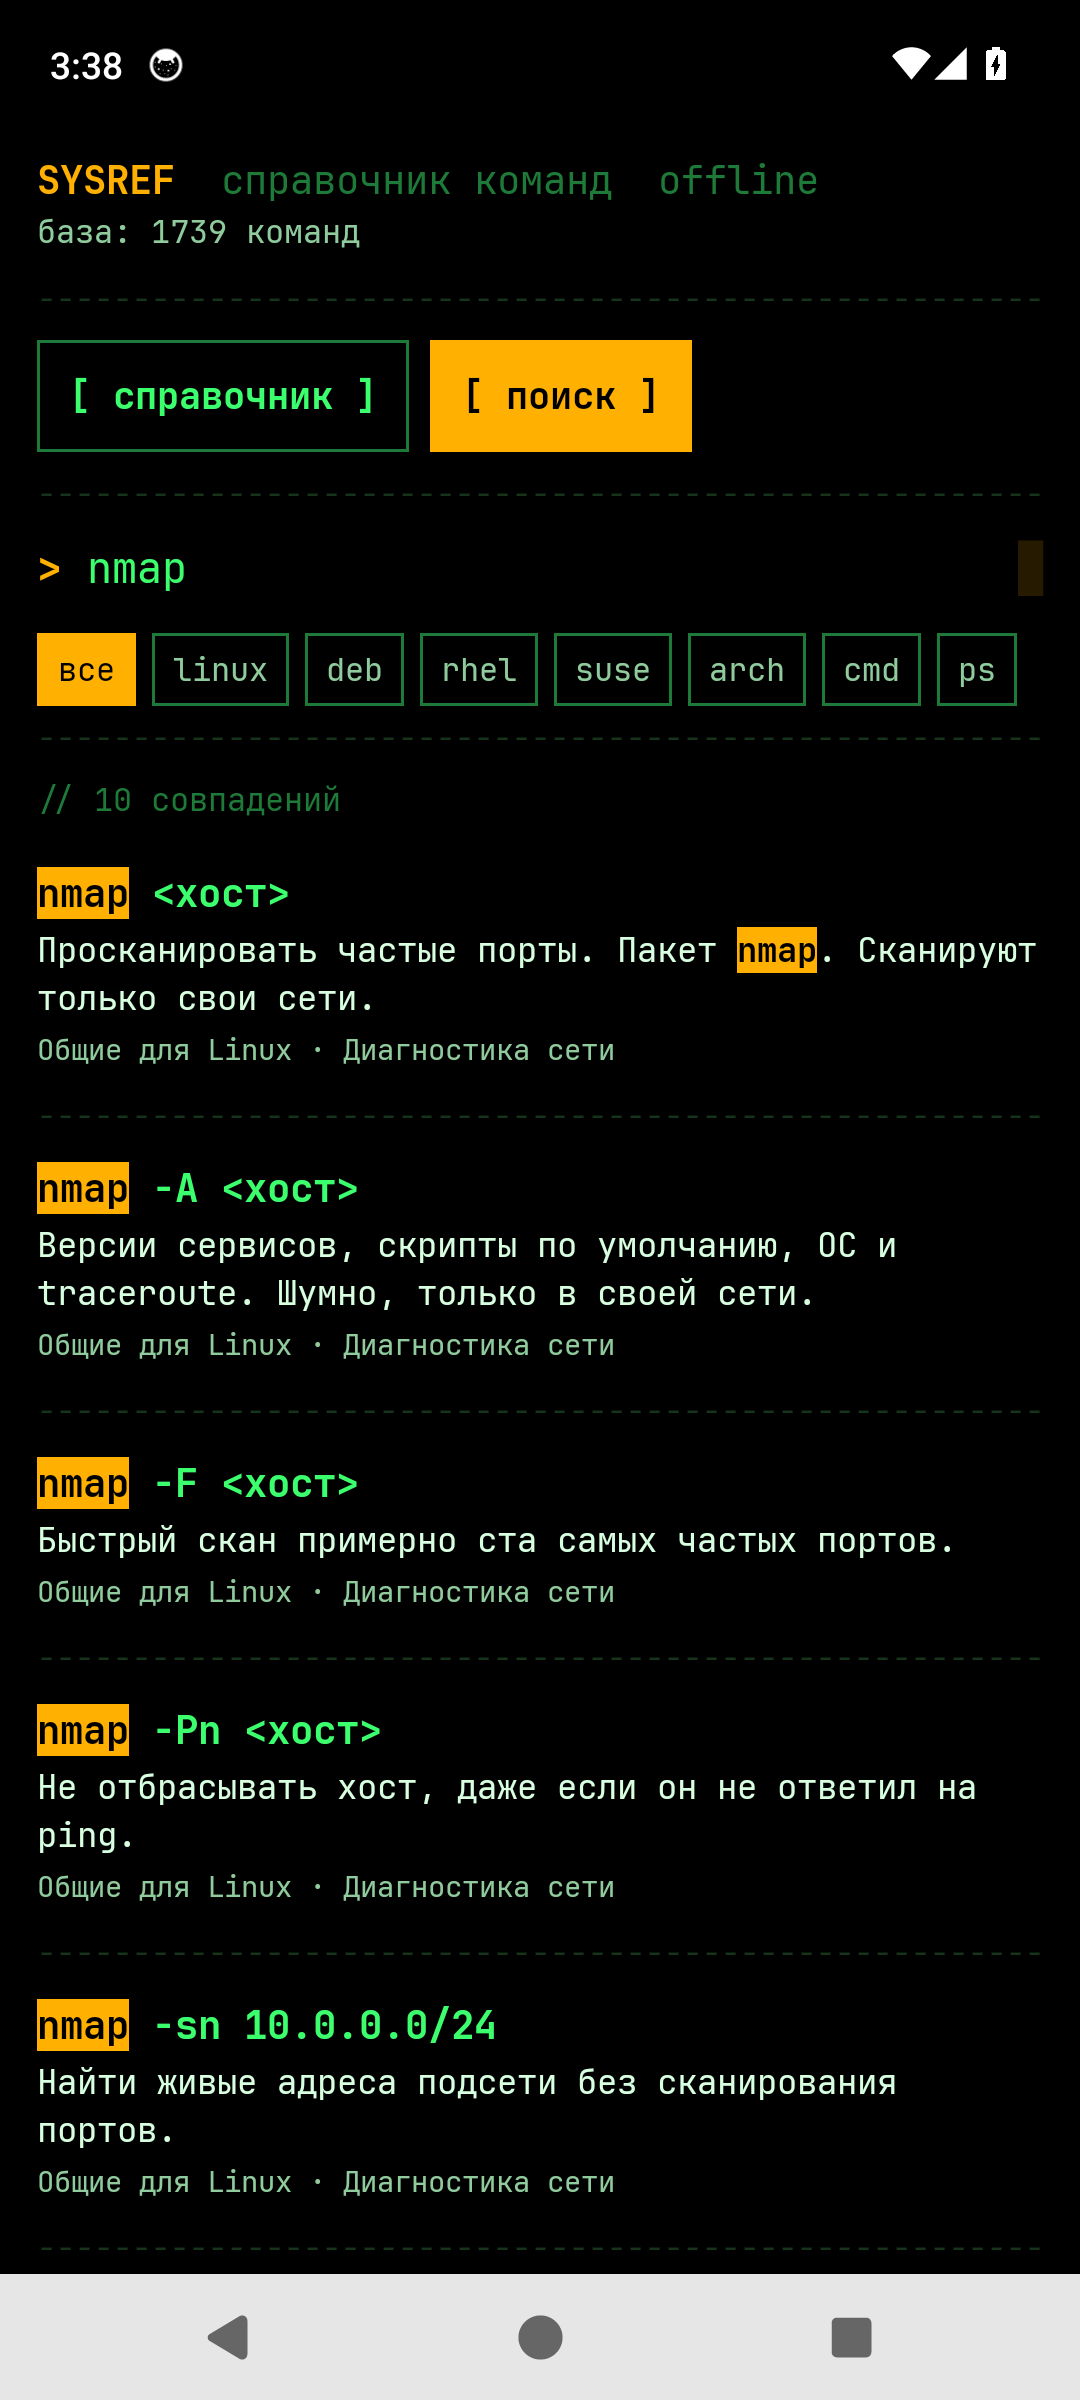 3:38
SYSREF справочник команд offline
база: 1739 команд
[ справочник ] [ поиск ]
> nmap
все linux deb rhel suse arch cmd ps
// 10 совпадений
nmap <хост>
Просканировать частые порты. Пакет nmap. Сканируют
только свои сети.
Общие для Linux · Диагностика сети
nmap -A <хост>
Версии сервисов, скрипты по умолчанию, ОС и
traceroute. Шумно, только в своей сети.
Общие для Linux · Диагностика сети
nmap -F <хост>
Быстрый скан примерно ста самых частых портов.
Общие для Linux · Диагностика сети
nmap -Pn <хост>
Не отбрасывать хост, даже если он не ответил на
ping.
Общие для Linux · Диагностика сети
nmap -sn 10.0.0.0/24
Найти живые адреса подсети без сканирования
портов.
Общие для Linux · Диагностика сети